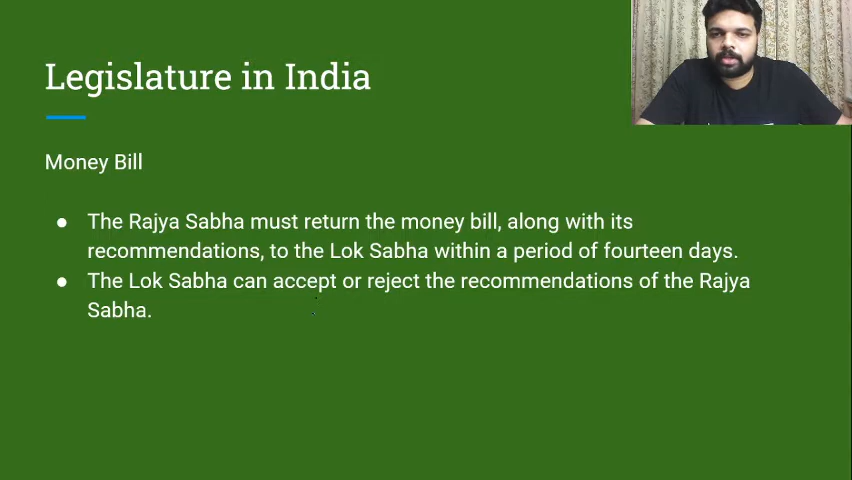 Legislature in India
Money Bill
● The Rajya Sabha must return the money bill, along with its
recommendations, to the Lok Sabha within a period of fourteen days.
● The Lok Sabha can accept or reject the recommendations of the Rajya
Sabha.